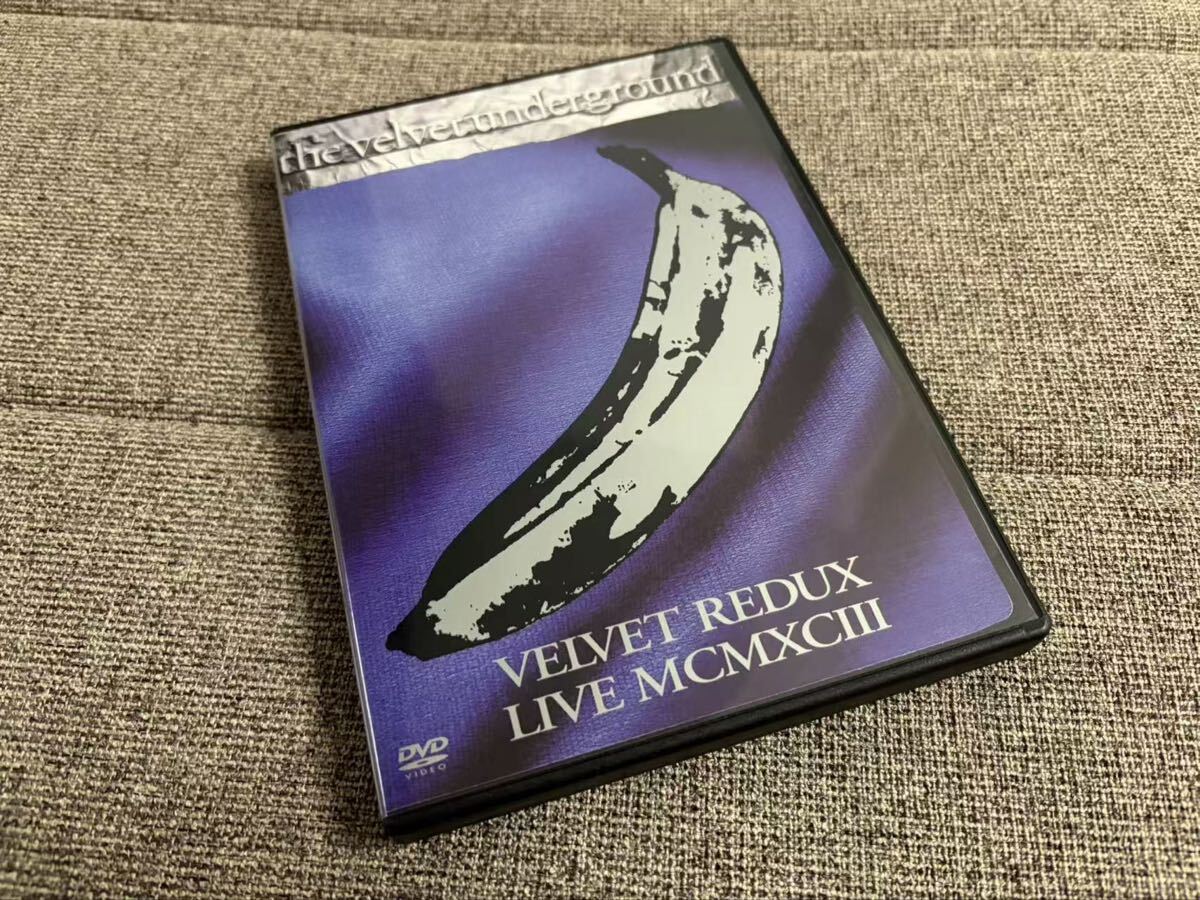 the velvet underground
VELVET REDUX
LIVE MCMXCIII
DVD
VIDEO